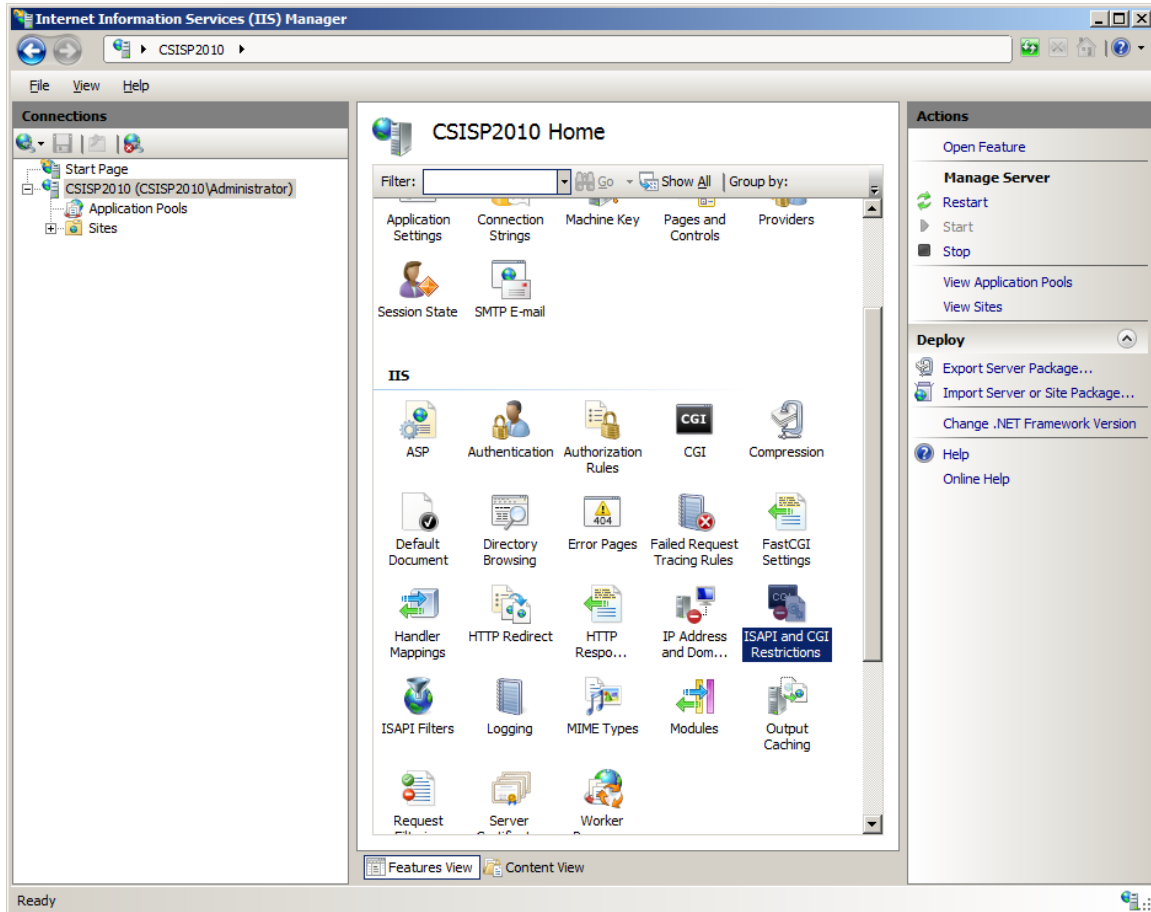 Internet Information Services (IIS) Manager
CSISP2010
File View Help
Connections
Start Page
CSISP2010 (CSISP2010\Administrator)
Application Pools
Sites
CSISP2010 Home
Filter: Go Show All Group by:
Application Settings
Connection Strings
Machine Key
Pages and Controls
Providers
Session State
SMTP E-mail
IIS
ASP
Authentication
Authorization Rules
CGI
CGI
Compression
Default Document
Directory Browsing
404
Error Pages
Failed Request Tracing Rules
FastCGI Settings
Handler Mappings
HTTP Redirect
HTTP Respo...
IP Address and Dom...
ISAPI and CGI Restrictions
ISAPI Filters
Logging
MIME Types
Modules
Output Caching
Request
Server
Worker
Features View Content View
Actions
Open Feature
Manage Server
Restart
Start
Stop
View Application Pools
View Sites
Deploy
Export Server Package...
Import Server or Site Package...
Change .NET Framework Version
Help
Online Help
Ready